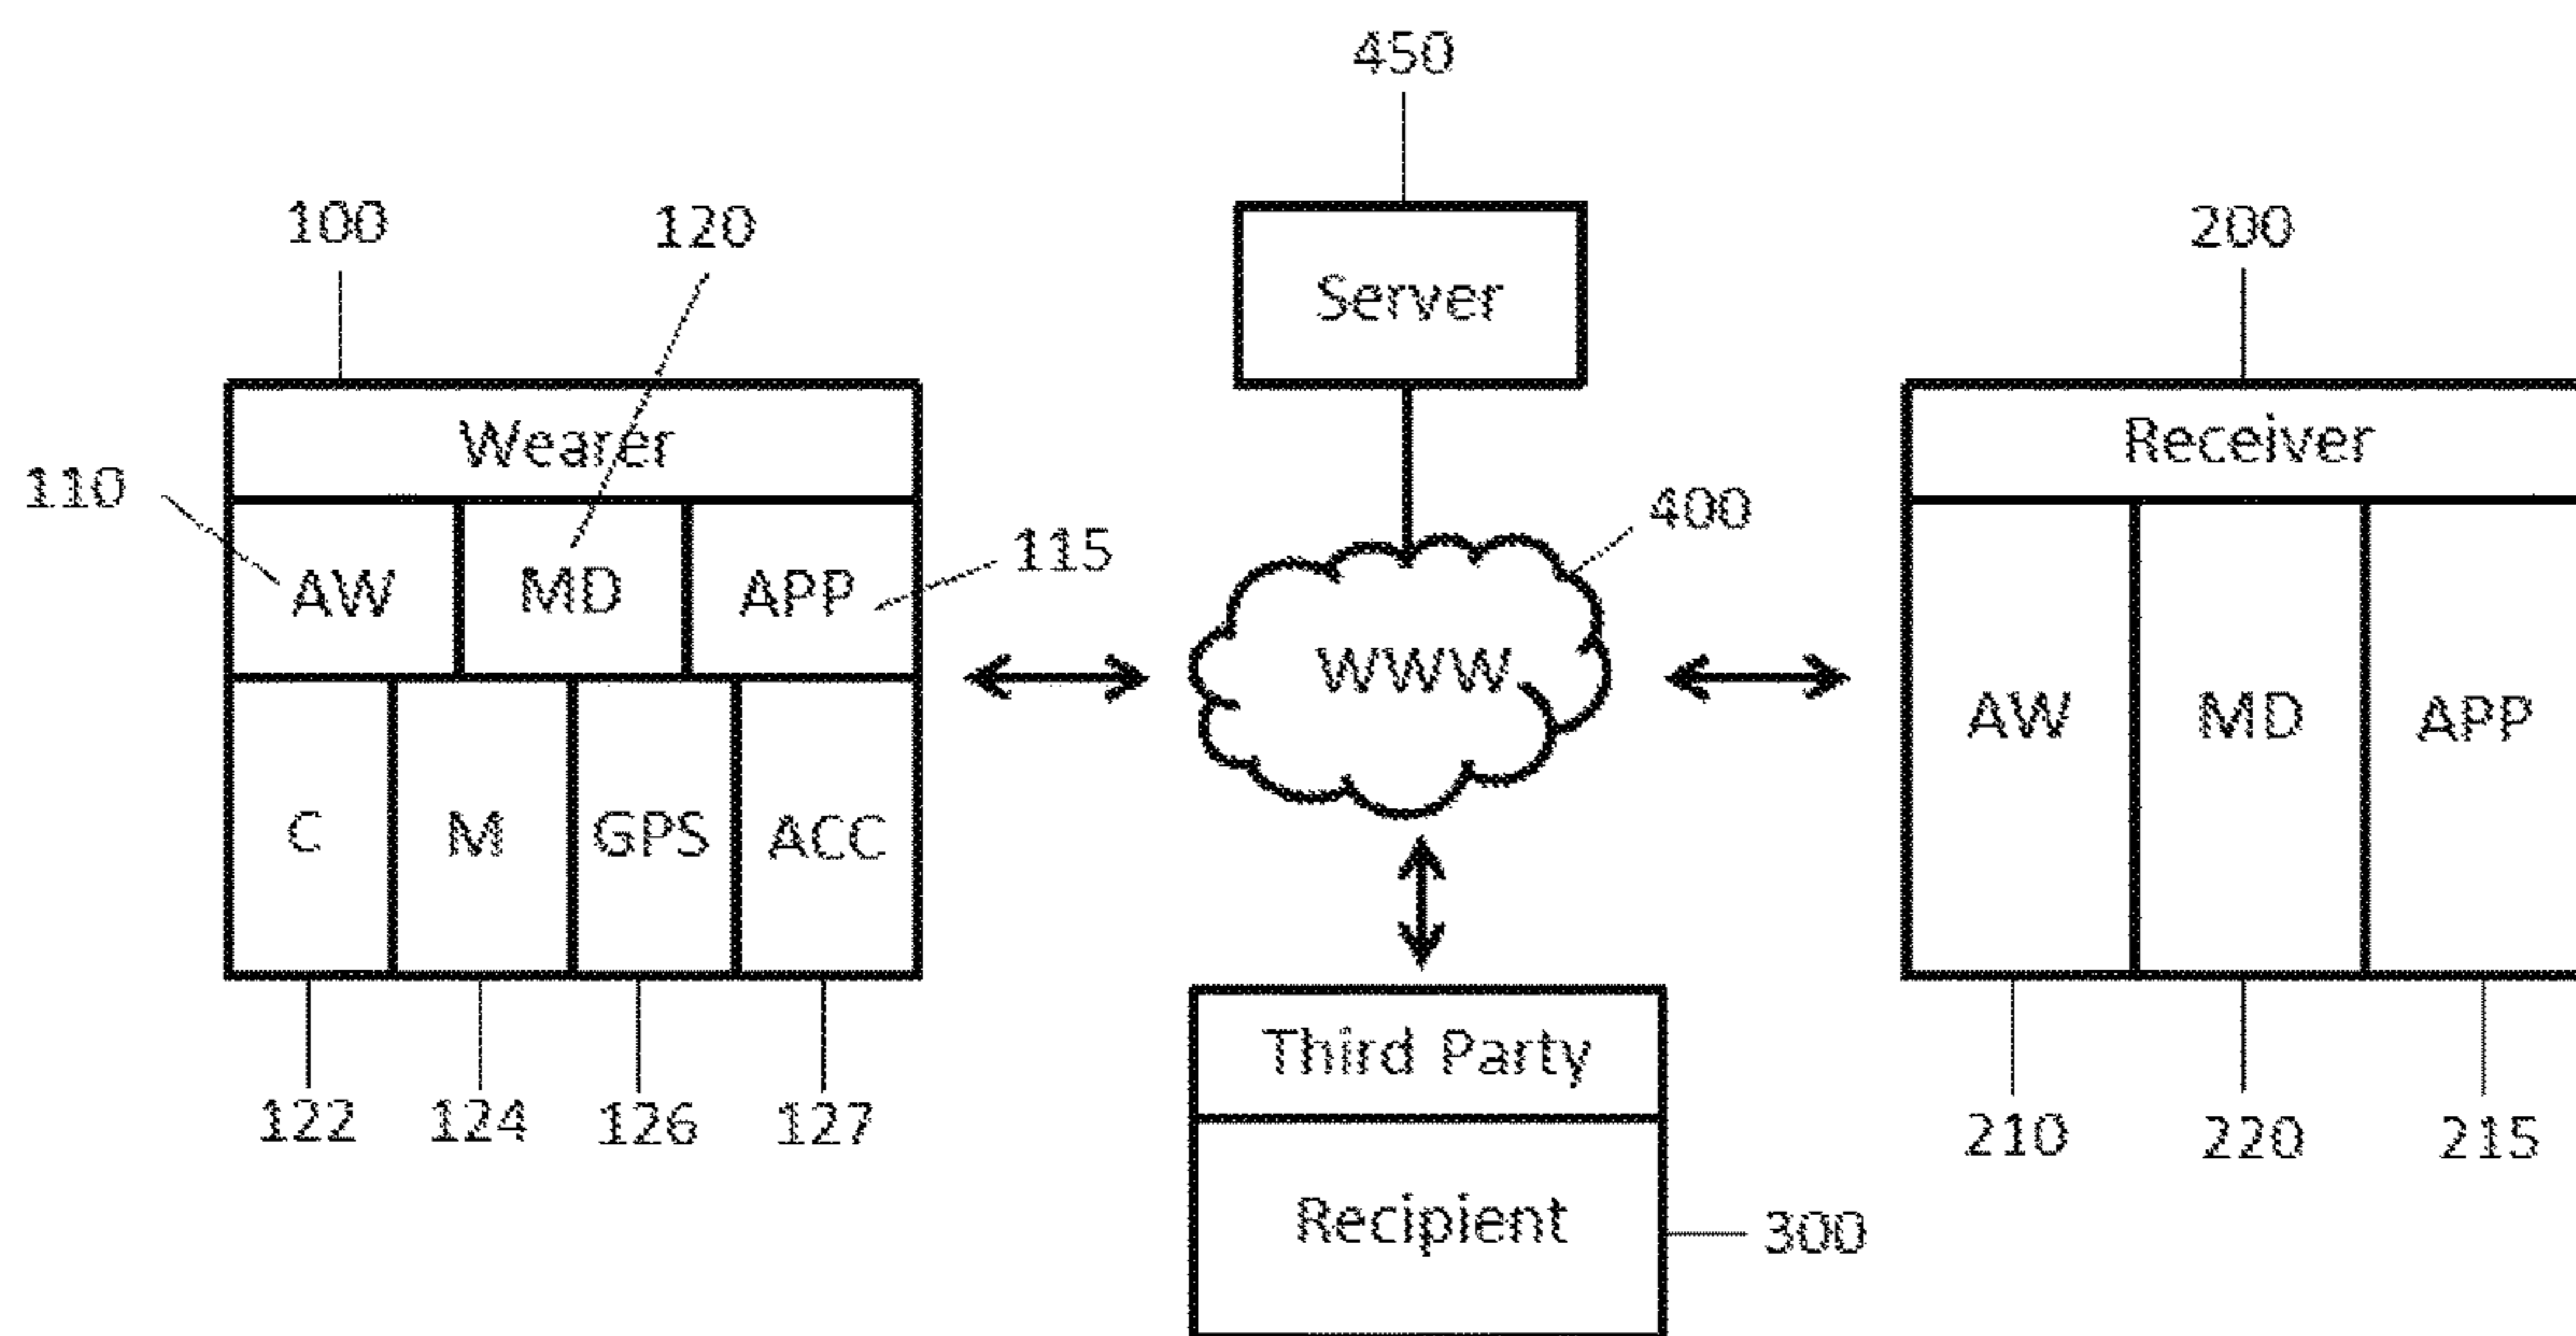 450
100 120 200
Server
Wearer
Receiver
110
400
115
AW MD APP
WWW
AW MD APP
C M GPS ACC
Third Party
122 124 126 127
210 220 215
Recipient
300